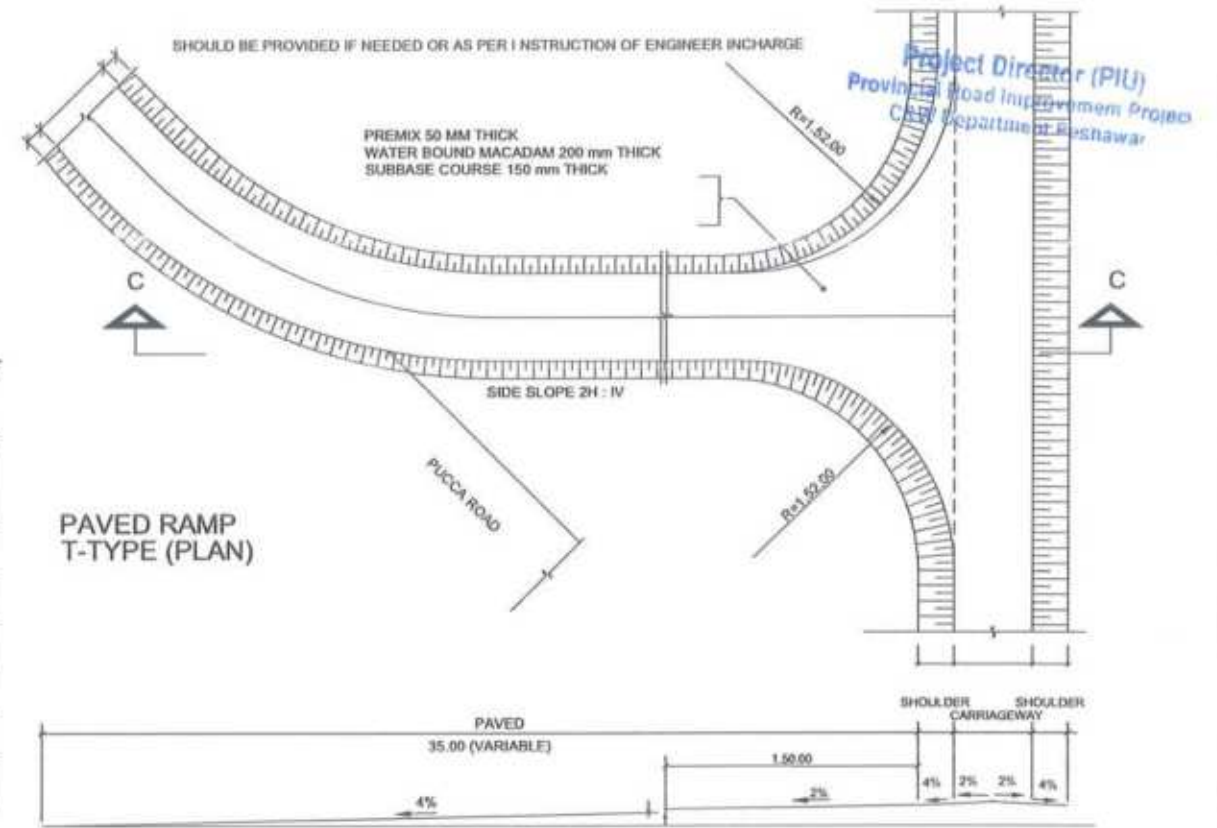 SHOULD BE PROVIDED IF NEEDED OR AS PER I NSTRUCTION OF ENGINEER INCHARGE
Project Director (PIU)
Provincial Road Improvement Project
C&W Department Peshawar
R=1.52.00
PREMIX 50 MM THICK
WATER BOUND MACADAM 200 mm THICK
SUBBASE COURSE 150 mm THICK
C
C
SIDE SLOPE 2H : IV
PUCCA ROAD
R=1.52.00
PAVED RAMP
T-TYPE (PLAN)
SHOULDER SHOULDER
CARRIAGEWAY
PAVED
35.00 (VARIABLE)
1.50.00
4% 2% 2% 4%
4%
2%